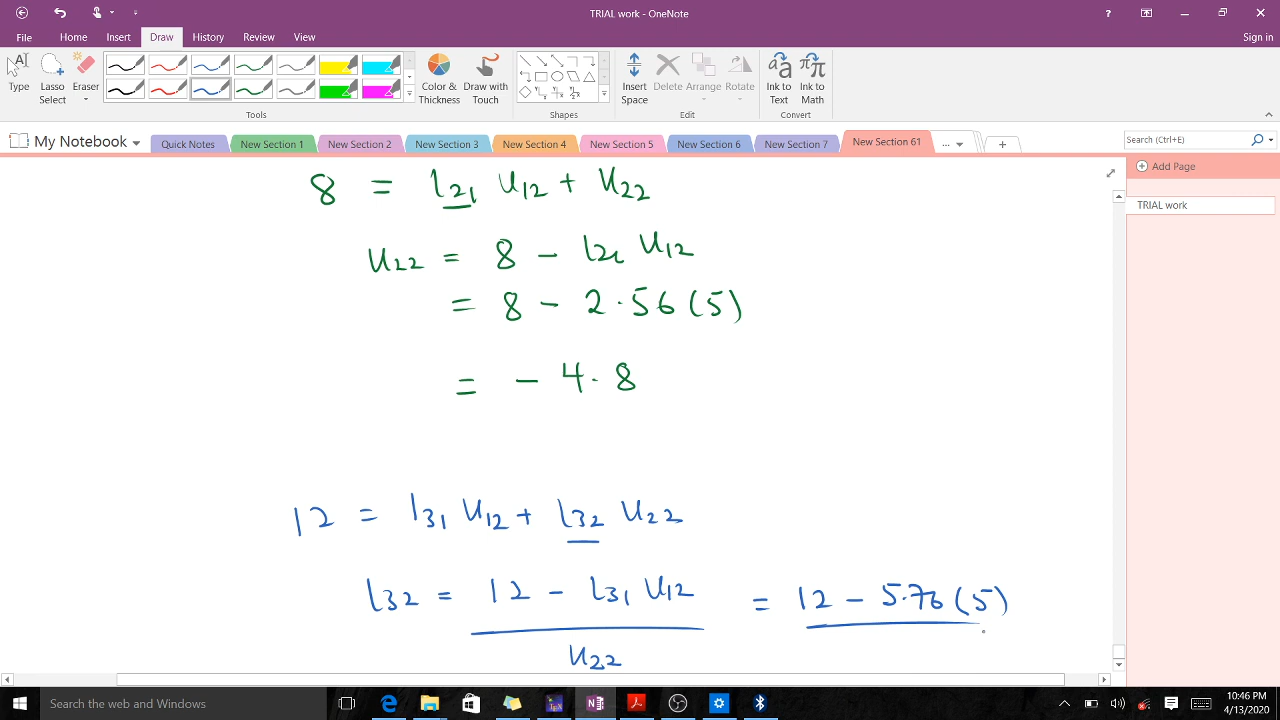 TRIAL work - OneNote
Sign in
File Home Insert Draw History Review View
Type
Lasso Select
Eraser
Color & Thickness
Draw with Touch
Insert Space
Delete
Arrange
Rotate
Ink to Text
Ink to Math
Tools
Shapes
Edit
Convert
My Notebook
Quick Notes
New Section 1
New Section 2
New Section 3
New Section 4
New Section 5
New Section 6
New Section 7
New Section 61
...
Search (Ctrl+E)
Add Page
TRIAL work
8 = l21 u12 + u22
u22 = 8 - l21 u12
= 8 - 2.56 (5)
= - 4.8
12 = l31 u12 + l32 u22
l32 = 12 - l31 u12 = 12 - 5.76 (5)
u22
Search the web and Windows
10:46 PM
4/13/2020